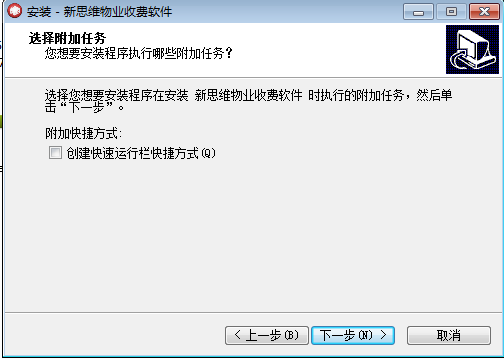 安装 - 新思维物业收费软件
选择附加任务
您想要安装程序执行哪些附加任务？
选择您想要安装程序在安装 新思维物业收费软件 时执行的附加任务，然后单
击“下一步”。
附加快捷方式:
创建快速运行栏快捷方式(Q)
< 上一步(B)
下一步(N) >
取消